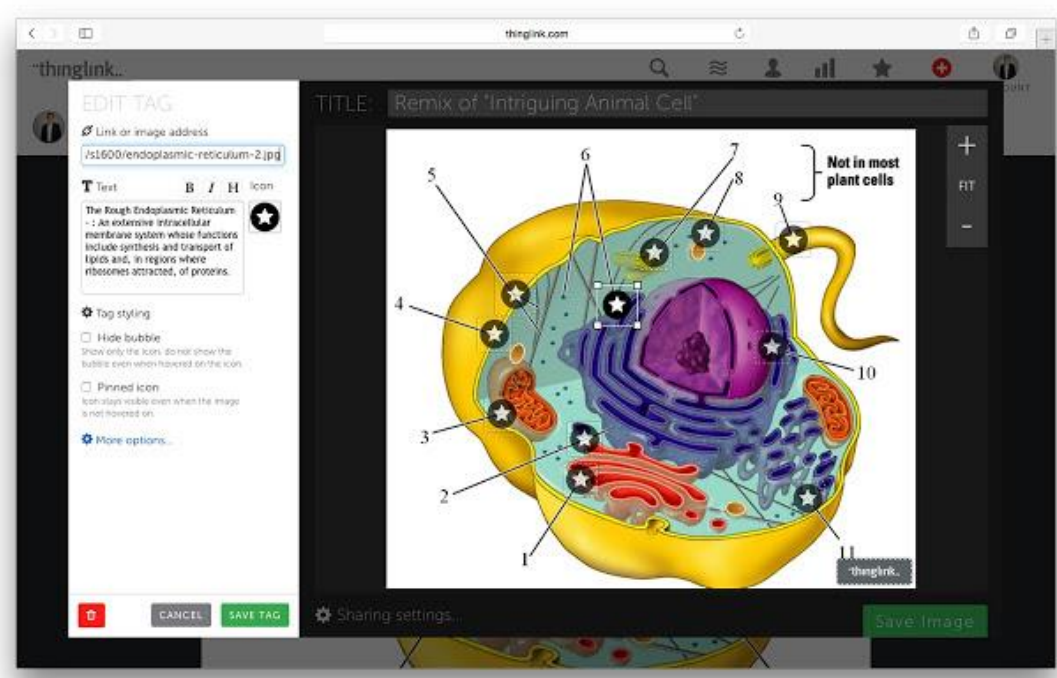 thinglink.com
thinglink..
COUNT
EDIT TAG
Link or image address
/s1600/endoplasmic-reticulum-2.jpg
T Text B I H Icon
The Rough Endoplasmic Reticulum
- : An extensive intracellular
membrane system whose functions
include synthesis and transport of
lipids and, in regions where
ribosomes attracted, of proteins.
Tag styling
Hide bubble
Show only the icon, do not show the
bubble even when hovered on the icon.
Pinned icon
Icon stays visible even when the image
is not hovered on.
More options...
CANCEL SAVE TAG
TITLE: Remix of "Intriguing Animal Cell"
FIT
Not in most
plant cells
6
7
8
5
9
4
10
3
2
1
11
thinglink..
Sharing settings...
Save Image